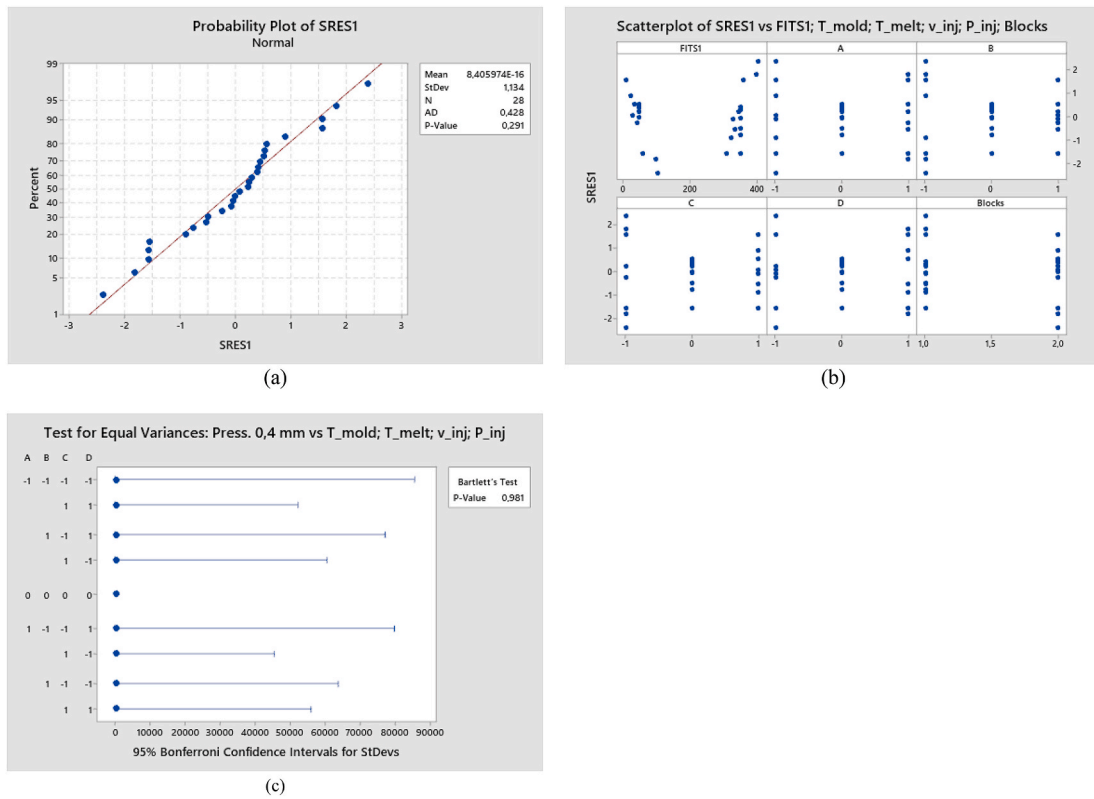 Probability Plot of SRES1
Normal
Mean 8,405974E-16
StDev 1,134
N 28
AD 0,428
P-Value 0,291
99
95
90
80
70
60
50
40
30
20
10
5
1
Percent
-3 -2 -1 0 1 2 3
SRES1
(a)
Scatterplot of SRES1 vs FITS1; T_mold; T_melt; v_inj; P_inj; Blocks
FITS1 A B
2
1
0
-1
-2
0 200 400 -1 0 1 -1 0 1
SRES1
C D Blocks
2
1
0
-1
-2
-1 0 1 -1 0 1 1,0 1,5 2,0
(b)
Test for Equal Variances: Press. 0,4 mm vs T_mold; T_melt; v_inj; P_inj
A B C D
-1 -1 -1 -1
1 1
1 -1 1
1 -1
0 0 0 0
1 -1 -1 1
1 -1
1 -1 -1
1 1
Bartlett's Test
P-Value 0,981
0 10000 20000 30000 40000 50000 60000 70000 80000 90000
95% Bonferroni Confidence Intervals for StDevs
(c)